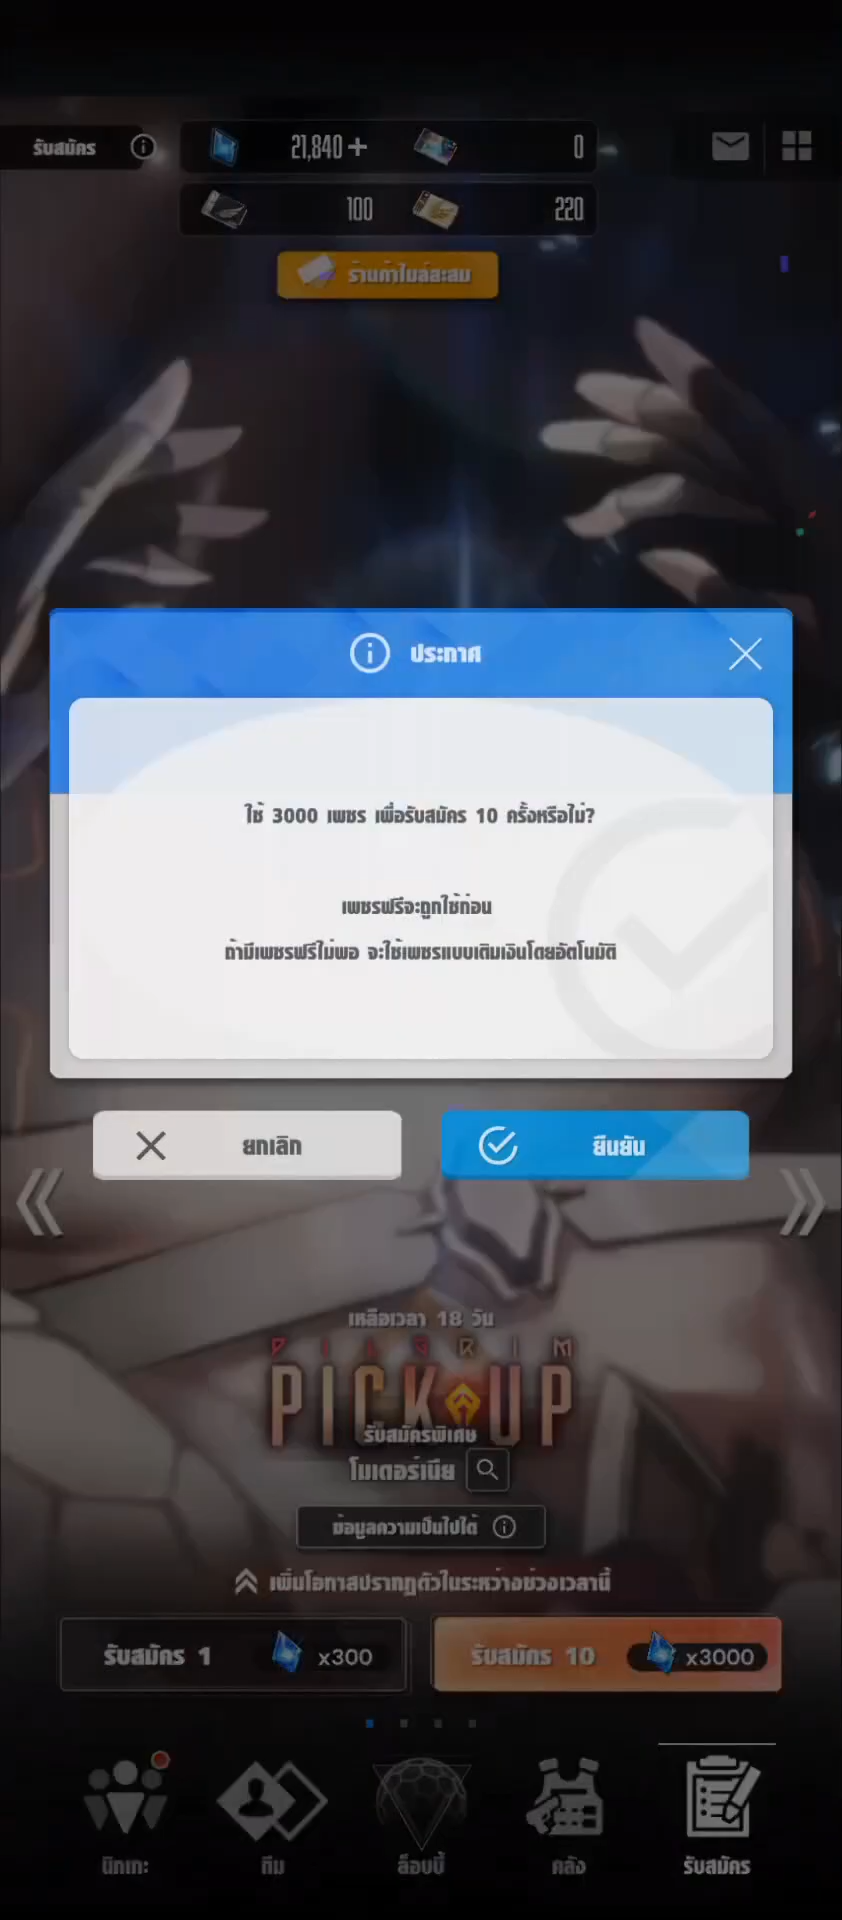 รับสมัคร
21,840
0
100
220
ร้านค้าไมล์สะสม
ประกาศ
ใช้ 3000 เพชร เพื่อรับสมัคร 10 ครั้งหรือไม่?
เพชรฟรีจะถูกใช้ก่อน
ถ้ามีเพชรฟรีไม่พอ จะใช้เพชรแบบเติมเงินโดยอัตโนมัติ
ยกเลิก
ยืนยัน
เหลือเวลา 18 วัน
PILGRIM
PICK UP
รับสมัครพิเศษ
โมเดอร์เนีย
ข้อมูลความเป็นไปได้
เพิ่มโอกาสปรากฏตัวในระหว่างช่วงเวลานี้
รับสมัคร 1 x300
รับสมัคร 10 x3000
นิกเกะ
ทีม
ล็อบบี้
คลัง
รับสมัคร